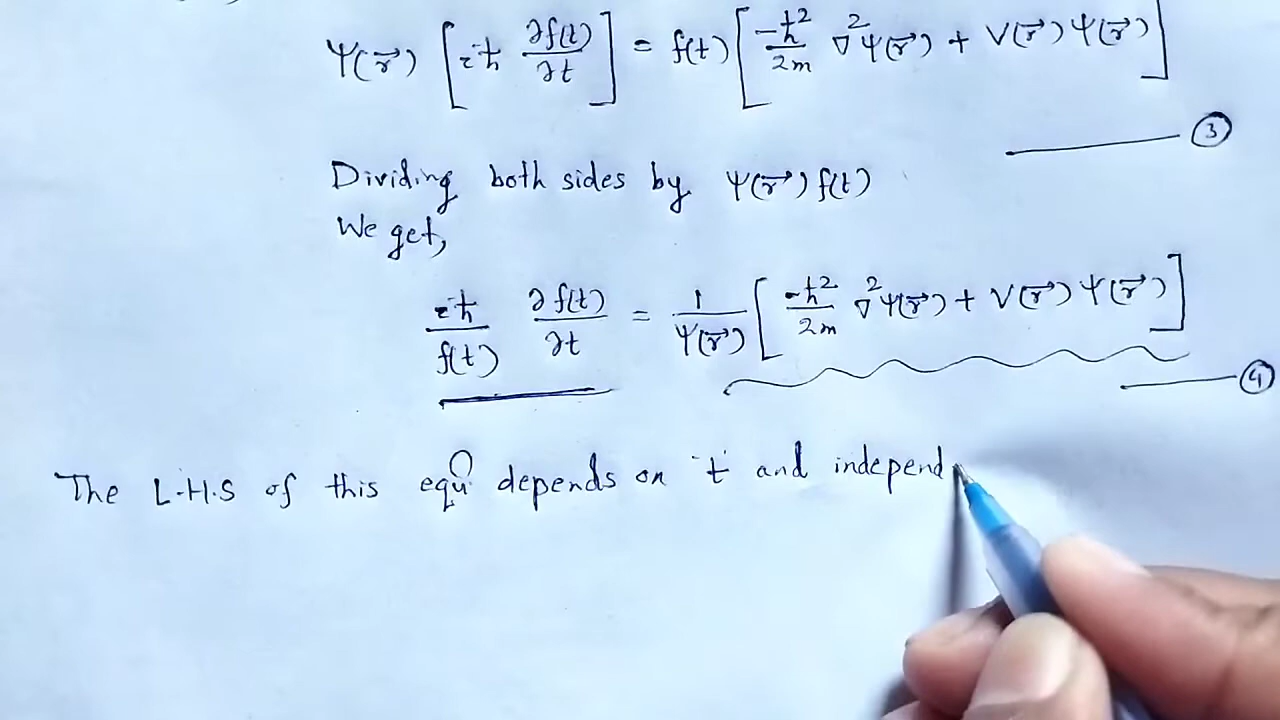 Ψ(r⃗) [iħ ∂f(t)/∂t] = f(t) [-ħ²/2m ∇²Ψ(r⃗) + V(r⃗) Ψ(r⃗)]
③
Dividing both sides by Ψ(r⃗) f(t)
We get,
iħ/f(t) ∂f(t)/∂t = 1/Ψ(r⃗) [-ħ²/2m ∇²Ψ(r⃗) + V(r⃗) Ψ(r⃗)]
④
The L.H.S of this equn depends on 't' and independ